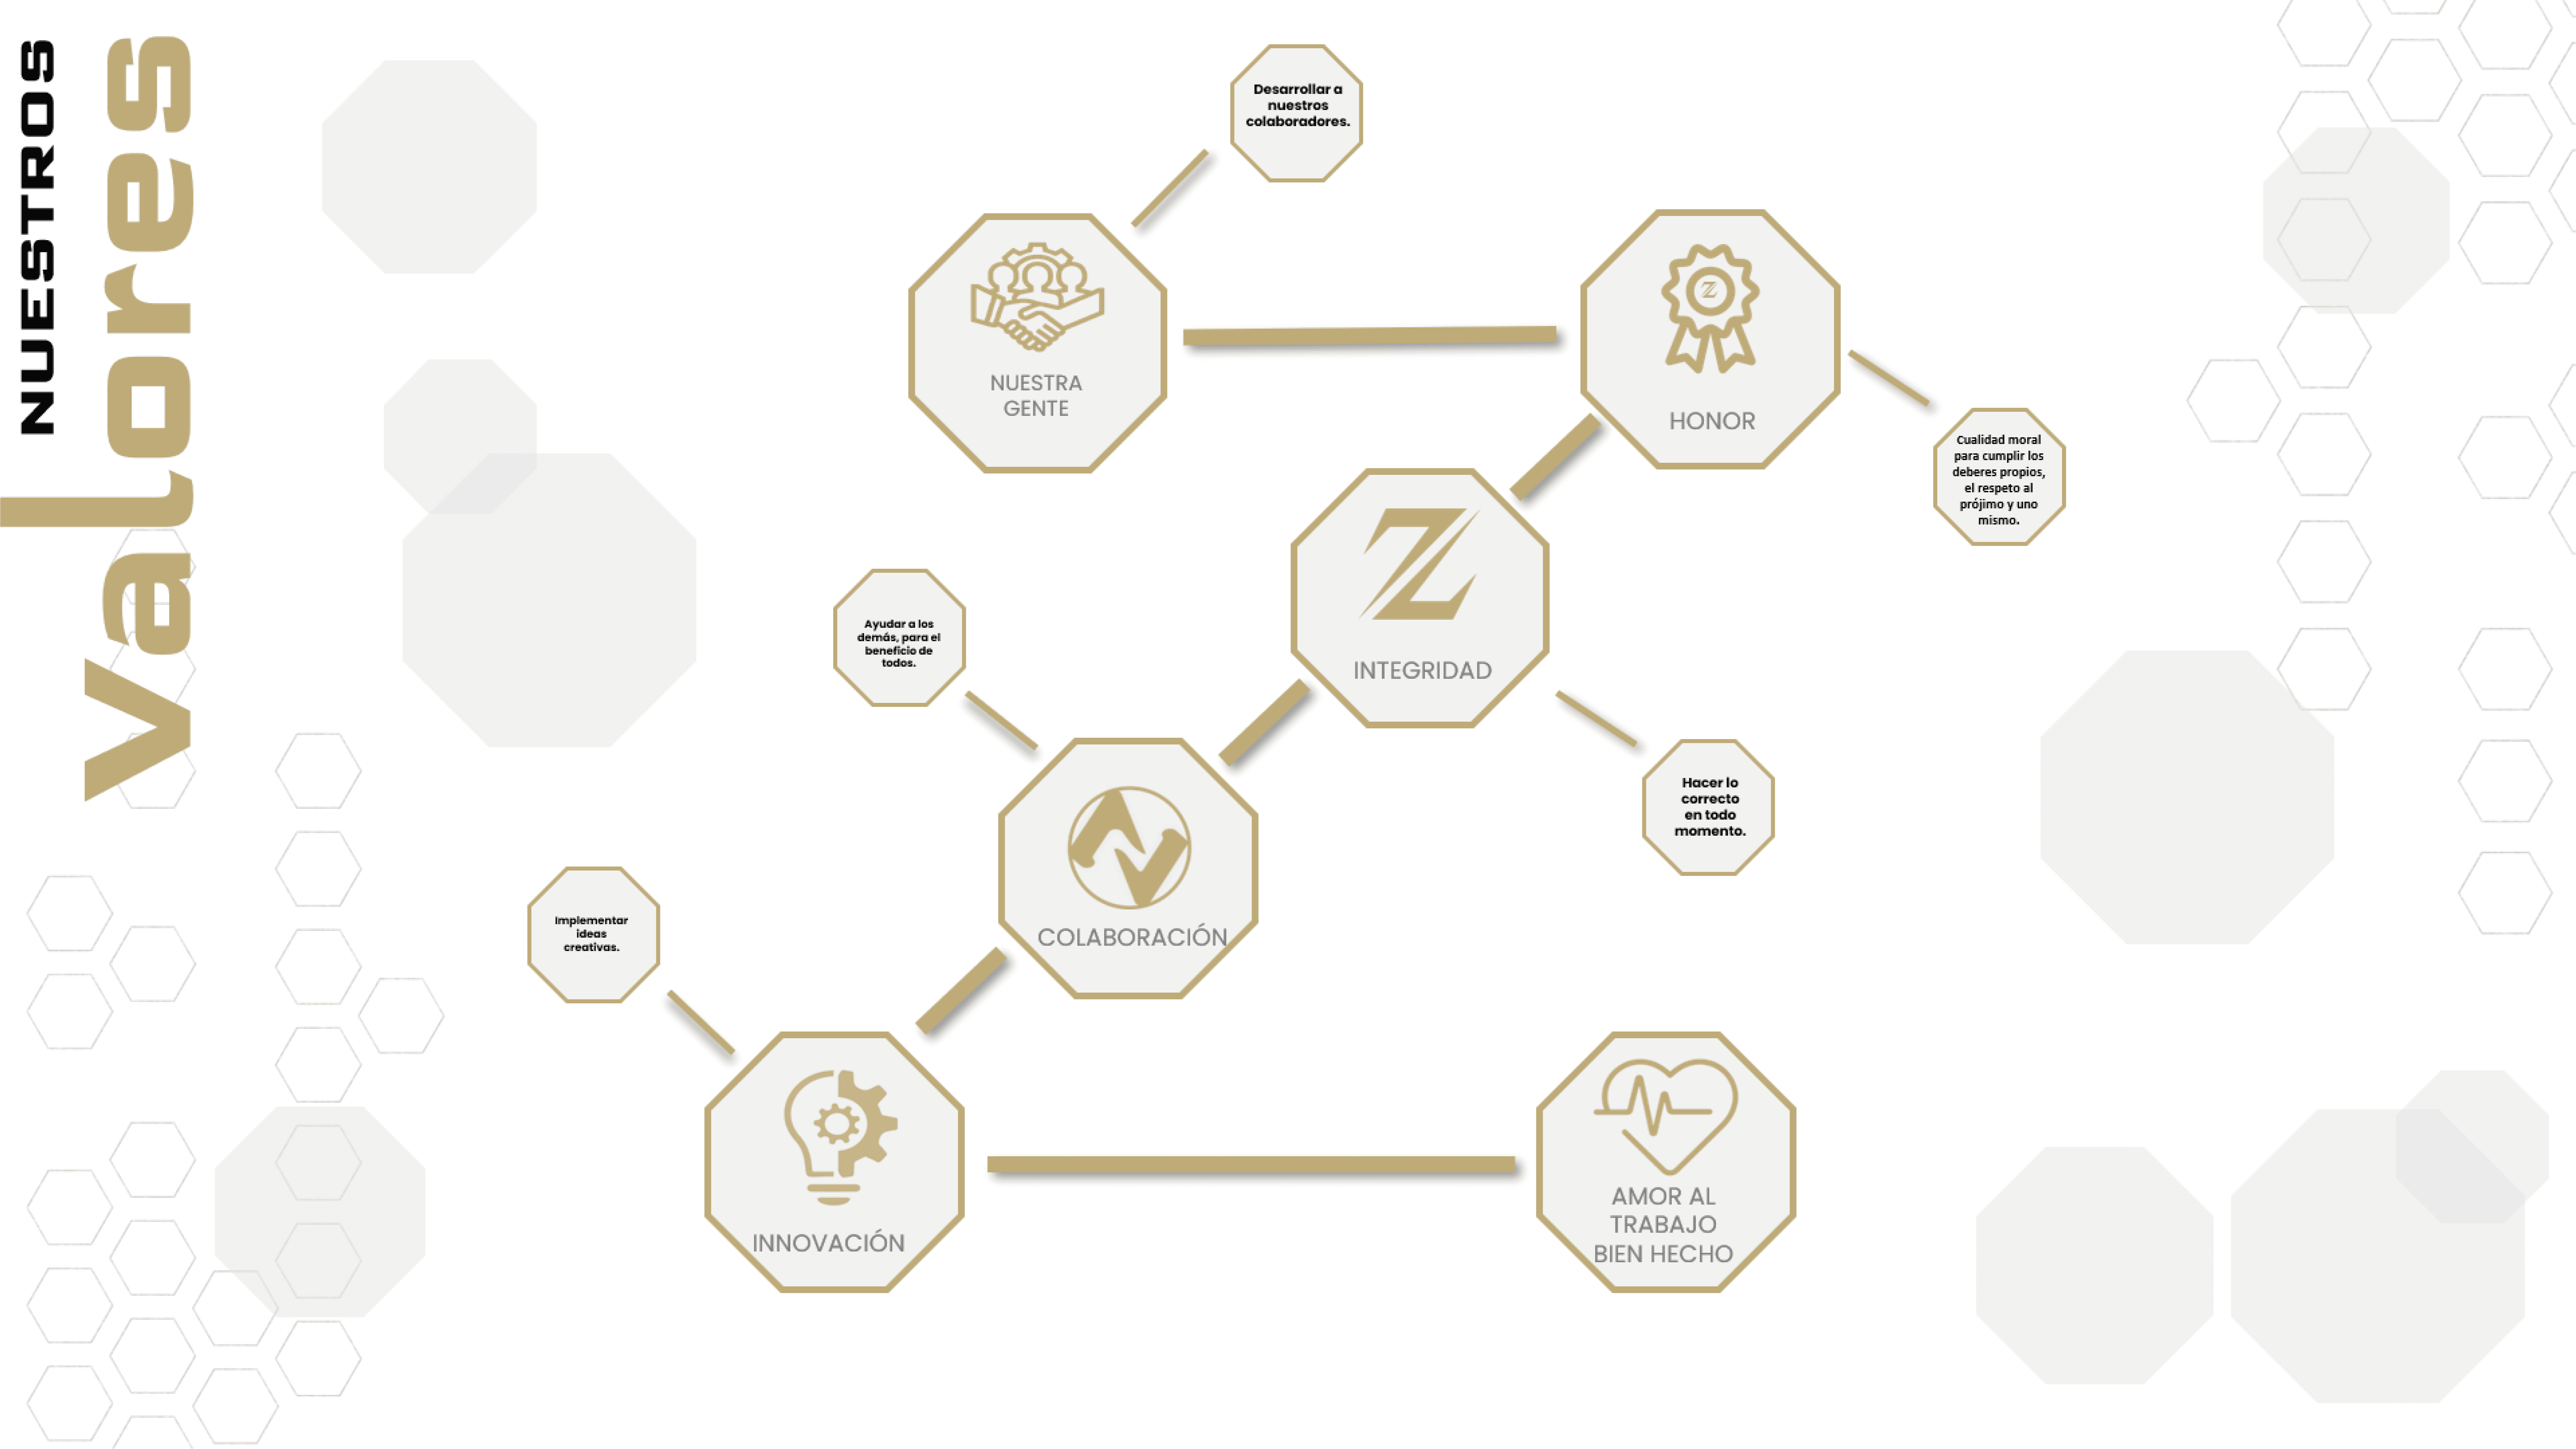 NUESTROS
Valores
Desarrollar a
nuestros
colaboradores.
NUESTRA
GENTE
Z
HONOR
Cualidad moral
para cumplir los
deberes propios,
el respeto al
prójimo y uno
mismo.
Z
INTEGRIDAD
Hacer lo
correcto
en todo
momento.
Ayudar a los
demás, para el
beneficio de
todos.
COLABORACIÓN
Implementar
ideas
creativas.
INNOVACIÓN
AMOR AL
TRABAJO
BIEN HECHO